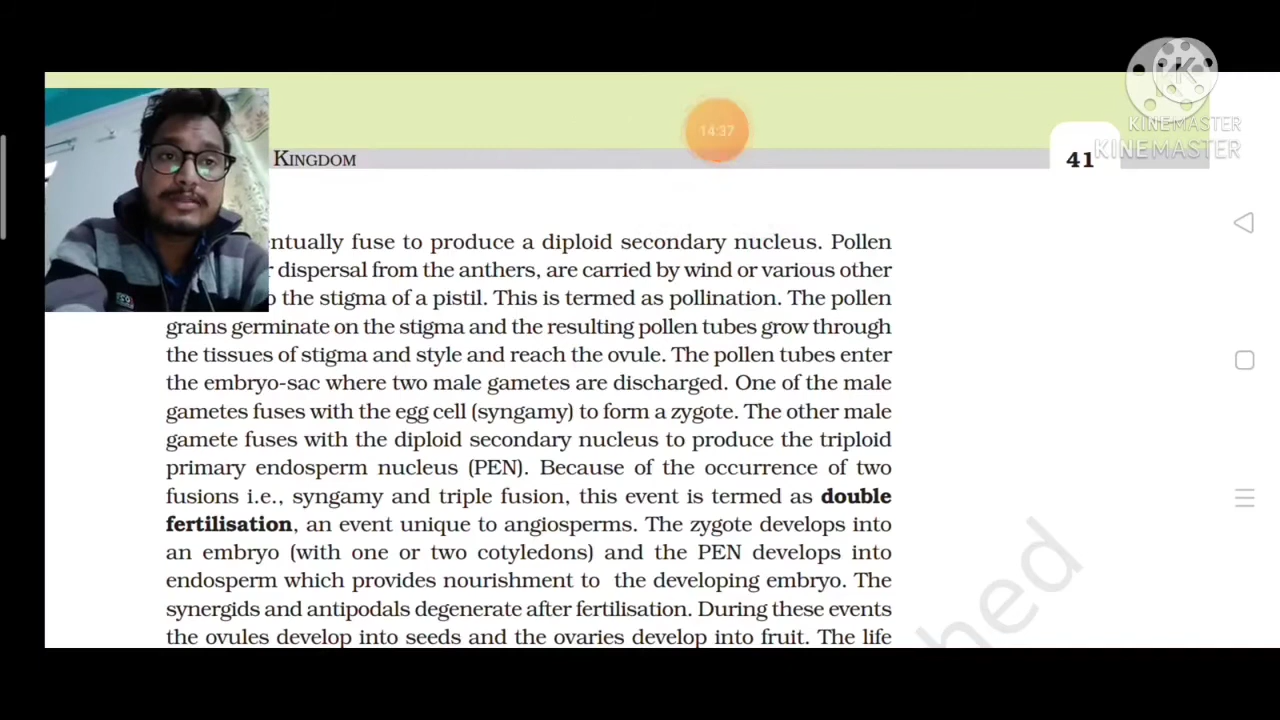 14:37
KINEMASTER
KINEMASTER
KINGDOM
41
entually fuse to produce a diploid secondary nucleus. Pollen
r dispersal from the anthers, are carried by wind or various other
o the stigma of a pistil. This is termed as pollination. The pollen
grains germinate on the stigma and the resulting pollen tubes grow through
the tissues of stigma and style and reach the ovule. The pollen tubes enter
the embryo-sac where two male gametes are discharged. One of the male
gametes fuses with the egg cell (syngamy) to form a zygote. The other male
gamete fuses with the diploid secondary nucleus to produce the triploid
primary endosperm nucleus (PEN). Because of the occurrence of two
fusions i.e., syngamy and triple fusion, this event is termed as double
fertilisation, an event unique to angiosperms. The zygote develops into
an embryo (with one or two cotyledons) and the PEN develops into
endosperm which provides nourishment to the developing embryo. The
synergids and antipodals degenerate after fertilisation. During these events
the ovules develop into seeds and the ovaries develop into fruit. The life
hed